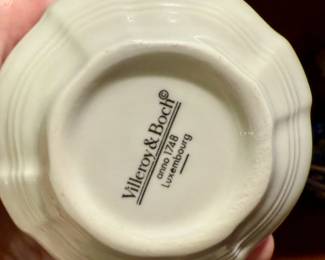 Villeroy & Boch©
anno 1748
Luxembourg